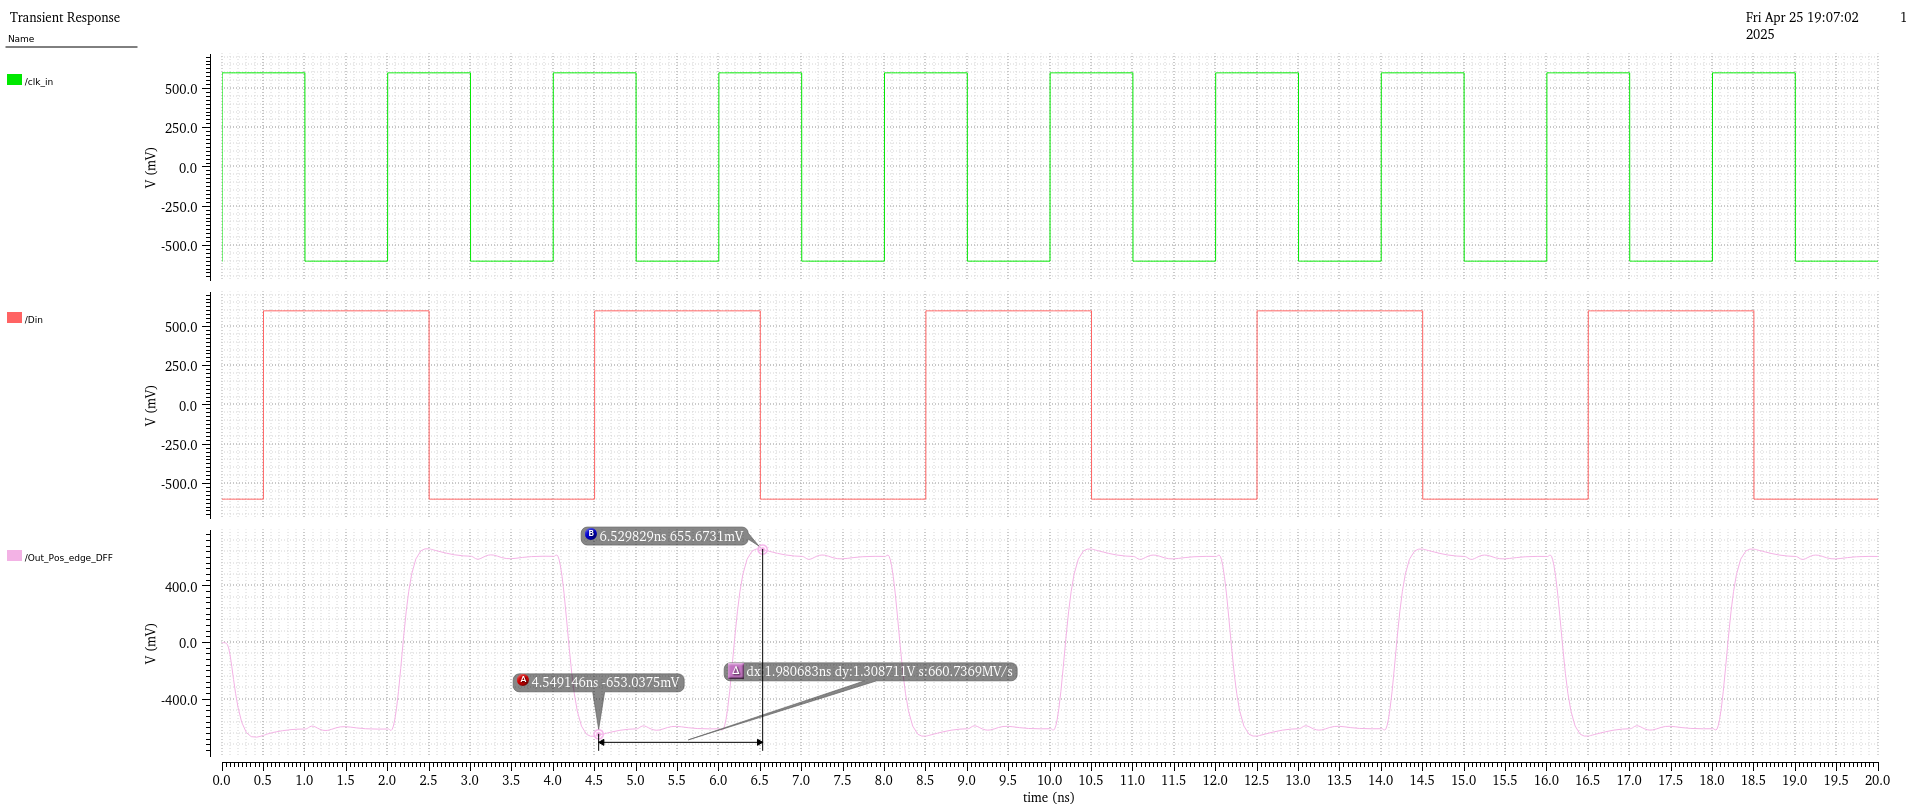 Transient Response
Fri Apr 25 19:07:02 1
2025
Name
/clk_in
500.0
250.0
0.0
-250.0
-500.0
V (mV)
/Din
500.0
250.0
0.0
-250.0
-500.0
V (mV)
/Out_Pos_edge_DFF
400.0
0.0
-400.0
V (mV)
B 6.529829ns 655.6731mV
Δ dx:1.980683ns dy:1.308711V s:660.7369MV/s
A 4.549146ns -653.0375mV
0.0 0.5 1.0 1.5 2.0 2.5 3.0 3.5 4.0 4.5 5.0 5.5 6.0 6.5 7.0 7.5 8.0 8.5 9.0 9.5 10.0 10.5 11.0 11.5 12.0 12.5 13.0 13.5 14.0 14.5 15.0 15.5 16.0 16.5 17.0 17.5 18.0 18.5 19.0 19.5 20.0
time (ns)